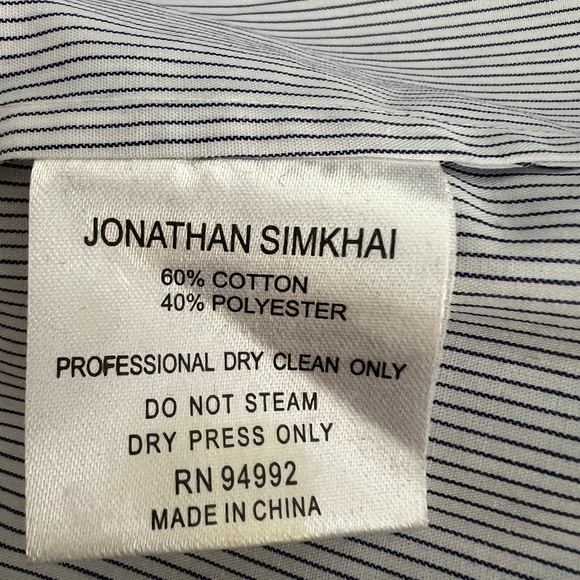 JONATHAN SIMKHAI
60% COTTON
40% POLYESTER
PROFESSIONAL DRY CLEAN ONLY
DO NOT STEAM
DRY PRESS ONLY
RN 94992
MADE IN CHINA